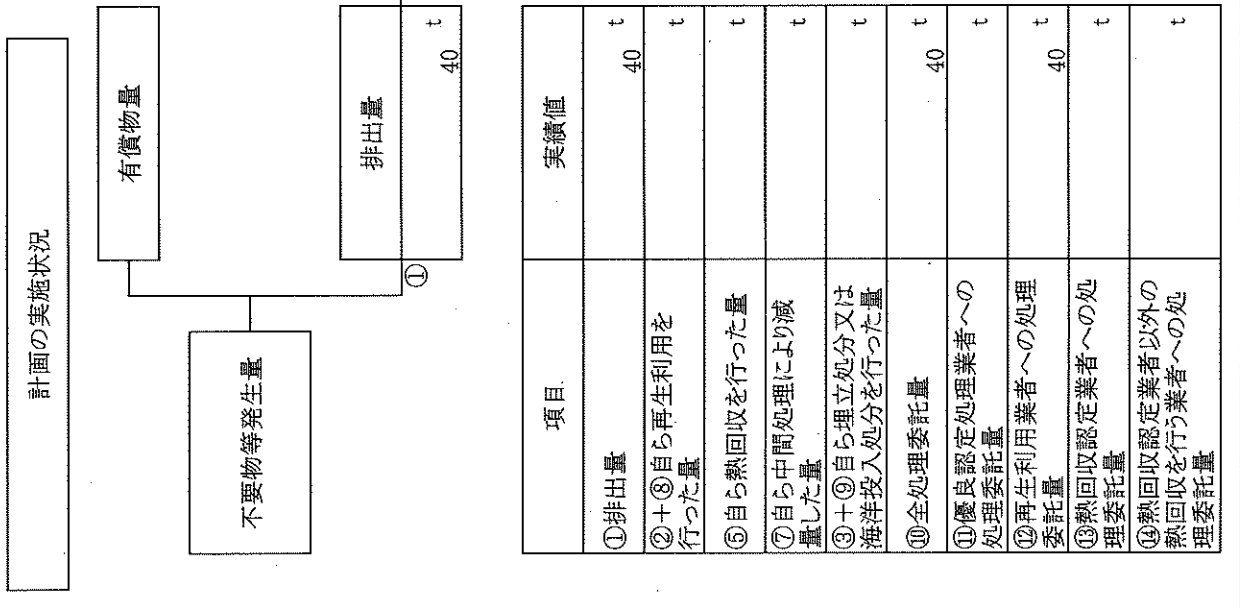 計画の実施状況
有償物量
不要物等発生量
排出量
①
40 t
項目
実績値
①排出量
40 t
②+⑧自ら再生利用を
行った量
t
⑤自ら熱回収を行った量
t
⑦自ら中間処理により減
量した量
t
③+⑨自ら埋立処分又は
海洋投入処分を行った量
t
⑩全処理委託量
40 t
⑪優良認定処理業者への
処理委託量
t
⑫再生利用業者への処理
委託量
40 t
⑬熱回収認定業者への処
理委託量
t
⑭熱回収認定業者以外の
熱回収を行う業者への処
理委託量
t